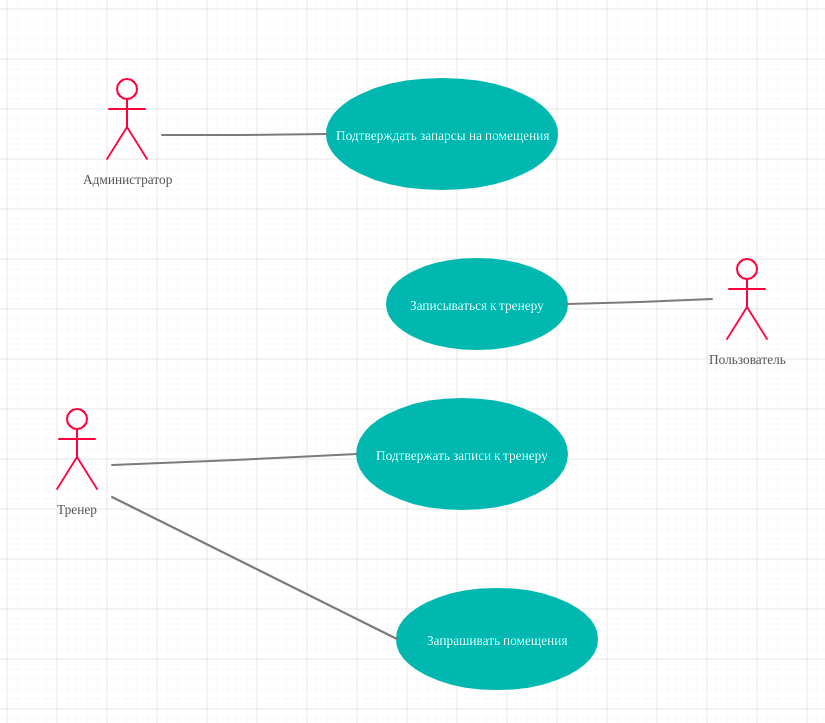 Подтверждать запарсы на помещения
Администратор
Записываться к тренеру
Пользователь
Подтвержать записи к тренеру
Тренер
Запрашивать помещения